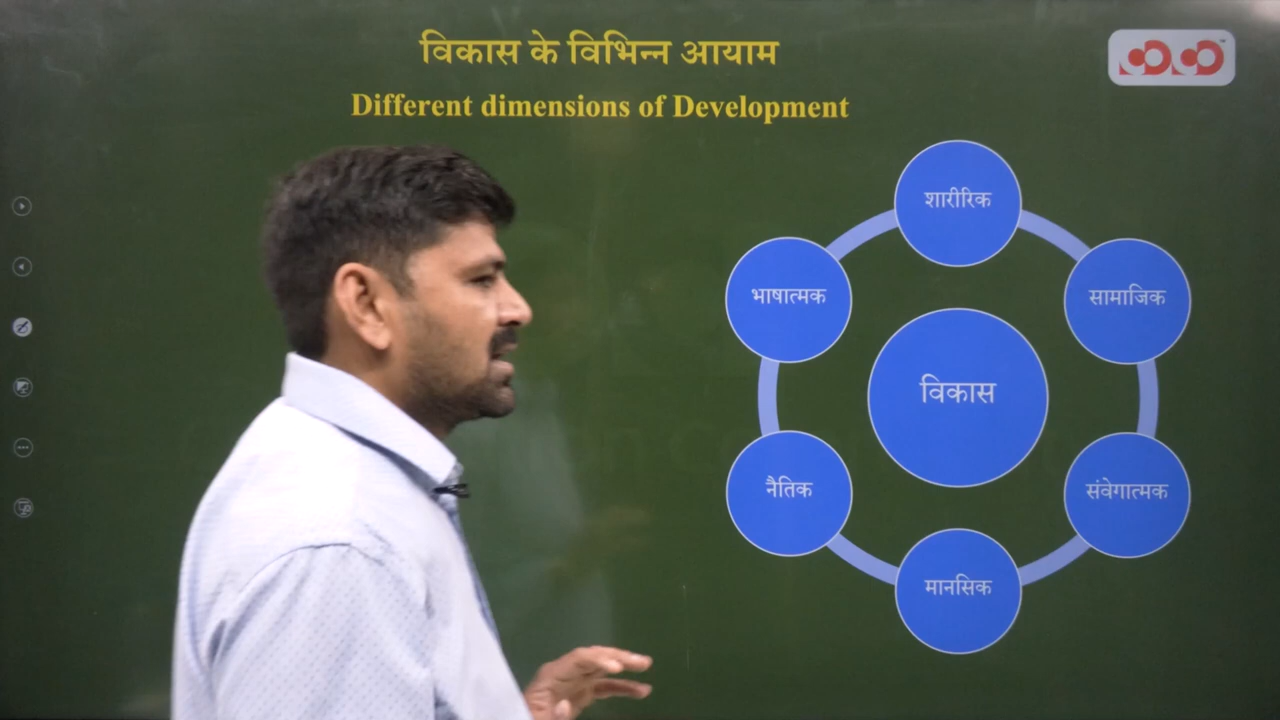 विकास के विभिन्न आयाम
Different dimensions of Development
शारीरिक
भाषात्मक
सामाजिक
विकास
नैतिक
संवेगात्मक
मानसिक